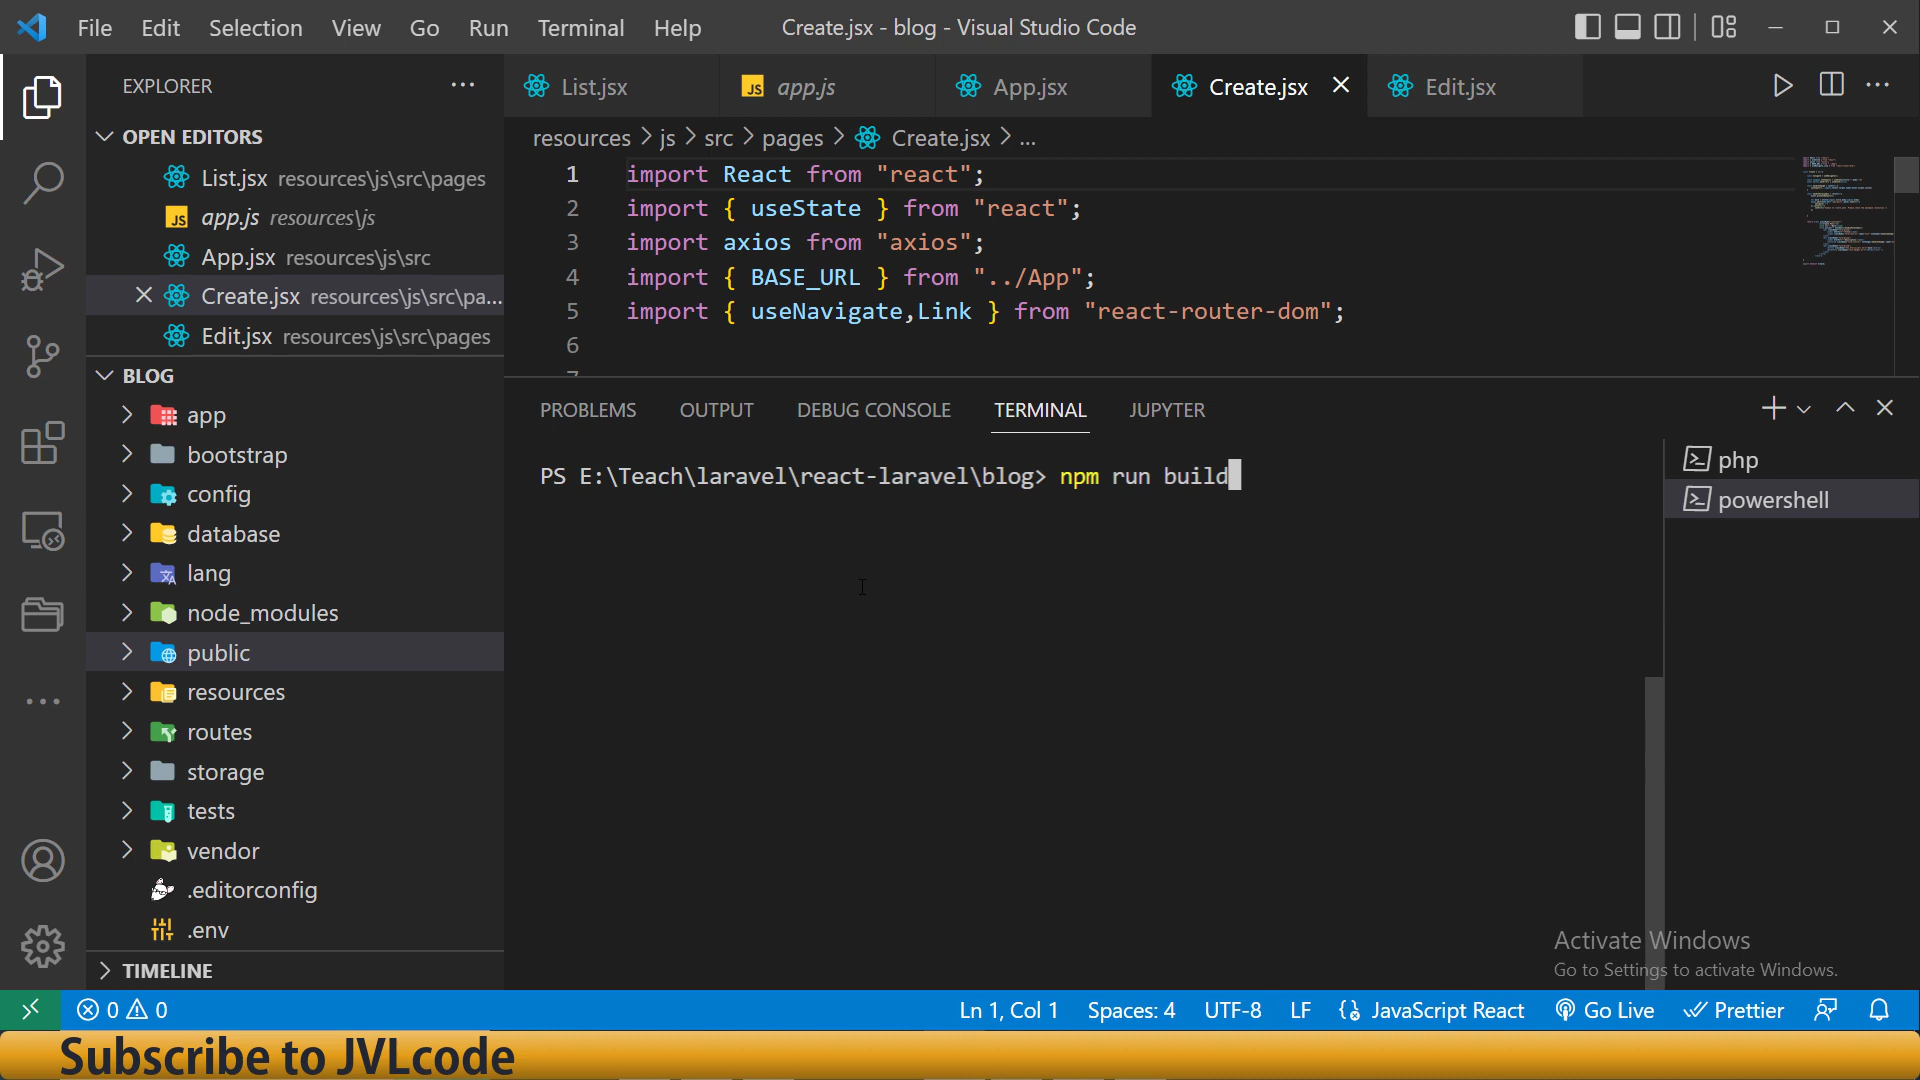 File Edit Selection View Go Run Terminal Help Create.jsx - blog - Visual Studio Code
EXPLORER
OPEN EDITORS
List.jsx resources\js\src\pages
app.js resources\js
App.jsx resources\js\src
Create.jsx resources\js\src\pa...
Edit.jsx resources\js\src\pages
BLOG
app
bootstrap
config
database
lang
node_modules
public
resources
routes
storage
tests
vendor
.editorconfig
.env
TIMELINE
List.jsx JS app.js App.jsx Create.jsx Edit.jsx
resources > js > src > pages > Create.jsx > ...
1 import React from "react";
2 import { useState } from "react";
3 import axios from "axios";
4 import { BASE_URL } from "../App";
5 import { useNavigate,Link } from "react-router-dom";
6
PROBLEMS OUTPUT DEBUG CONSOLE TERMINAL JUPYTER
PS E:\Teach\laravel\react-laravel\blog> npm run build
php
powershell
Activate Windows
Go to Settings to activate Windows.
0 0 Ln 1, Col 1 Spaces: 4 UTF-8 LF JavaScript React Go Live Prettier
Subscribe to JVLcode